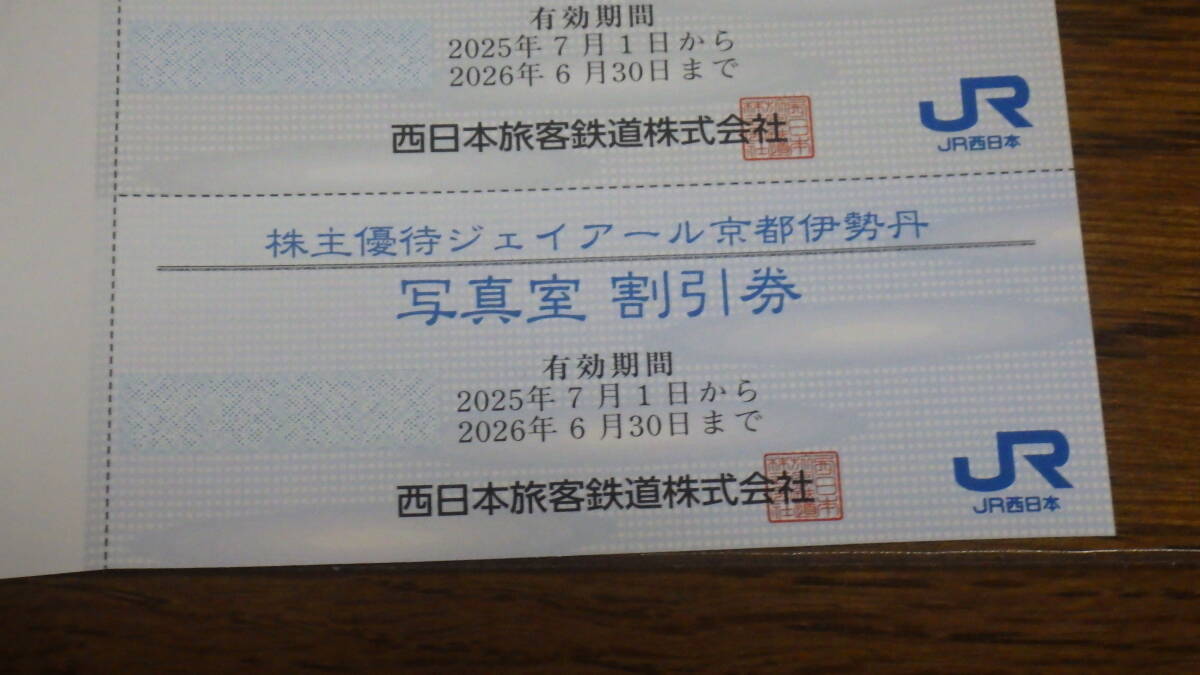 有効期間
2025年7月1日から
2026年6月30日まで
西日本旅客鉄道株式会社
JR
JR西日本
株主優待ジェイアール京都伊勢丹
写真室 割引券
有効期間
2025年7月1日から
2026年6月30日まで
西日本旅客鉄道株式会社
JR
JR西日本